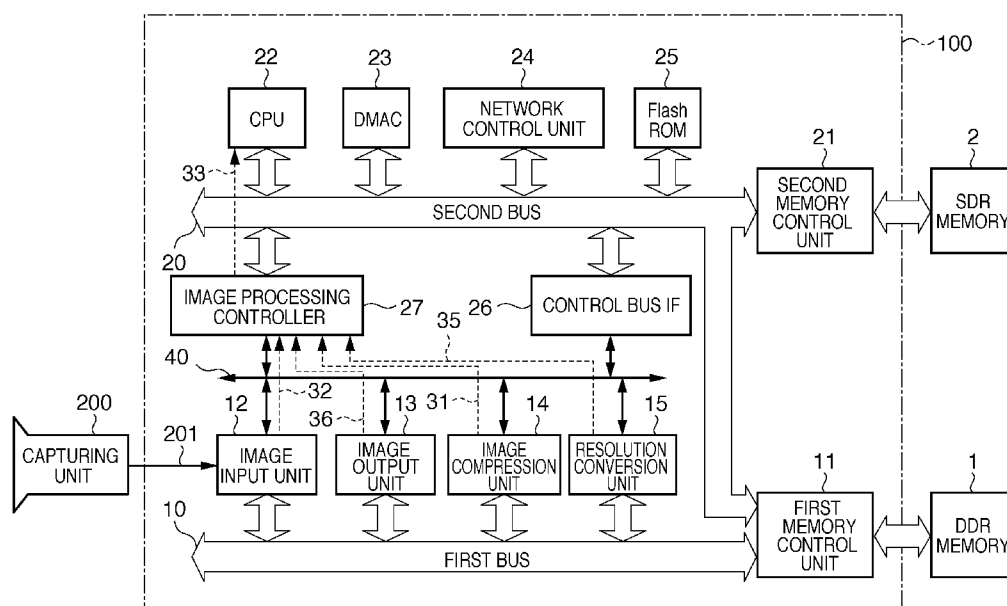 100
22
23
24
25
CPU
DMAC
NETWORK
CONTROL UNIT
Flash
ROM
33
21
2
SECOND
MEMORY
CONTROL
UNIT
SDR
MEMORY
SECOND BUS
20
IMAGE PROCESSING
CONTROLLER
27
26
CONTROL BUS IF
35
40
32
36
31
200
201
12
13
14
15
CAPTURING
UNIT
IMAGE
INPUT UNIT
IMAGE
OUTPUT
UNIT
IMAGE
COMPRESSION
UNIT
RESOLUTION
CONVERSION
UNIT
11
1
FIRST
MEMORY
CONTROL
UNIT
DDR
MEMORY
10
FIRST BUS